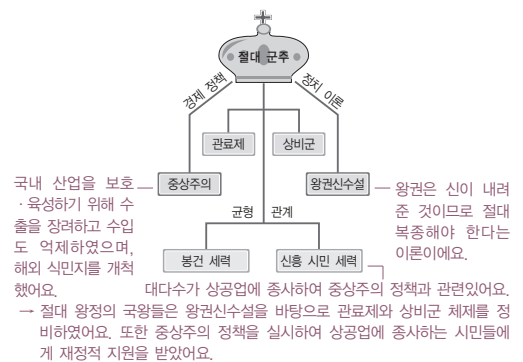 절대 군주
경제 정책
정치 이론
관료제
상비군
중상주의
왕권신수설
국내 산업을 보호
·육성하기 위해 수
출을 장려하고 수입
도 억제하였으며,
해외 식민지를 개척
했어요.
왕권은 신이 내려
준 것이므로 절대
복종해야 한다는
이론이에요.
균형 관계
봉건 세력
신흥 시민 세력
대다수가 상공업에 종사하여 중상주의 정책과 관련있어요.
→ 절대 왕정의 국왕들은 왕권신수설을 바탕으로 관료제와 상비군 체제를 정
비하였어요. 또한 중상주의 정책을 실시하여 상공업에 종사하는 시민들에
게 재정적 지원을 받았어요.